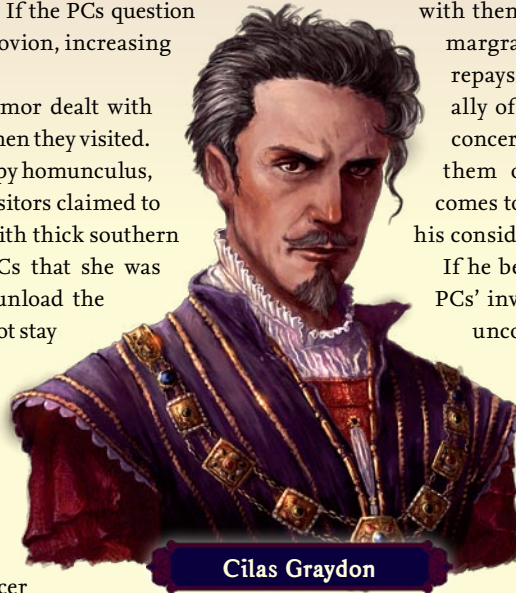 If the PCs question
ovion, increasing
mor dealt with
hen they visited.
py homunculus,
sitors claimed to
ith thick southern
Cs that she was
unload the
ot stay
cer
with them
margra
repays
ally of
concer
them
comes to
his consid
If he be
PCs' inv
unco
Cilas Graydon